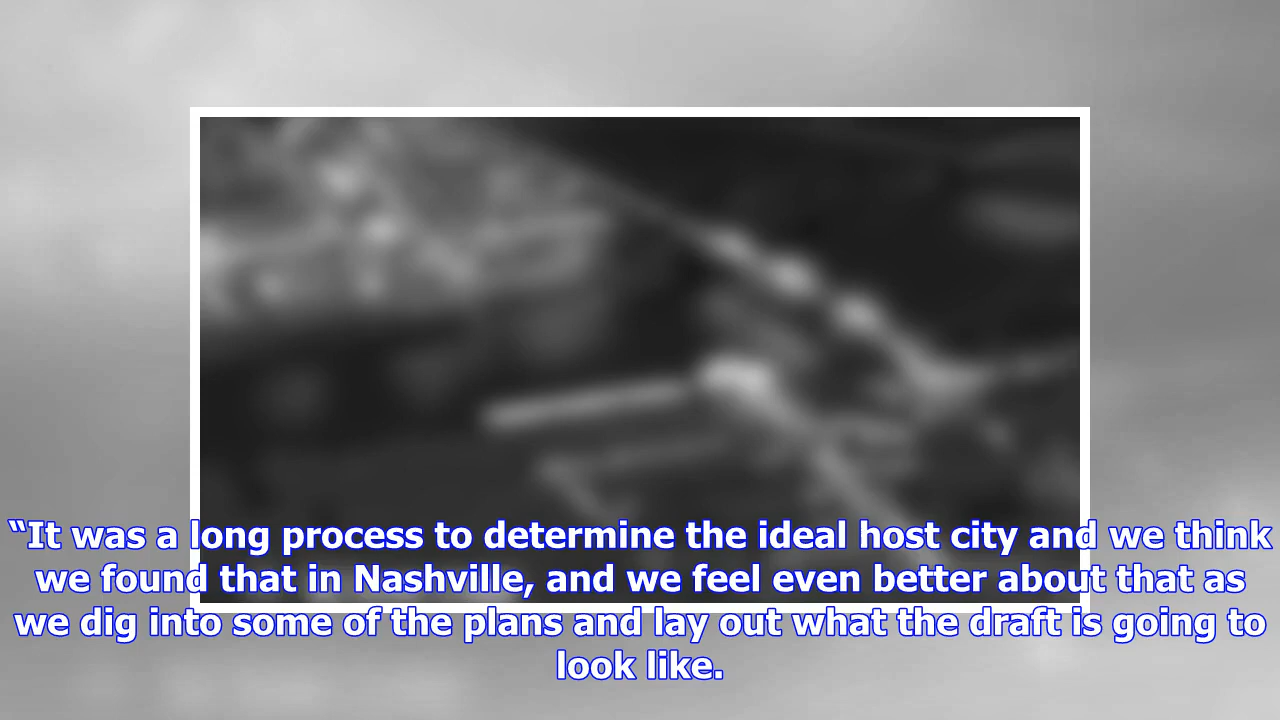 “It was a long process to determine the ideal host city and we think
we found that in Nashville, and we feel even better about that as
we dig into some of the plans and lay out what the draft is going to
look like.